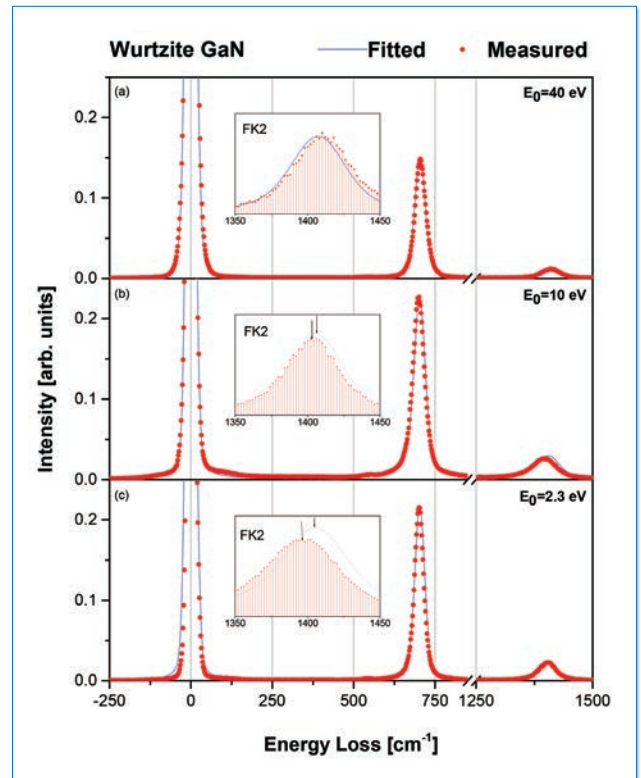 Wurtzite GaN Fitted Measured
(a) E0=40 eV
0.2
FK2
0.1
1350 1400 1450
0.0
(b) E0=10 eV
0.2
FK2
0.1
1350 1400 1450
0.0
(c) E0=2.3 eV
0.2
FK2
0.1
1350 1400 1450
0.0
-250 0 250 500 750 1250 1500
Intensity [arb. units]
Energy Loss [cm-1]